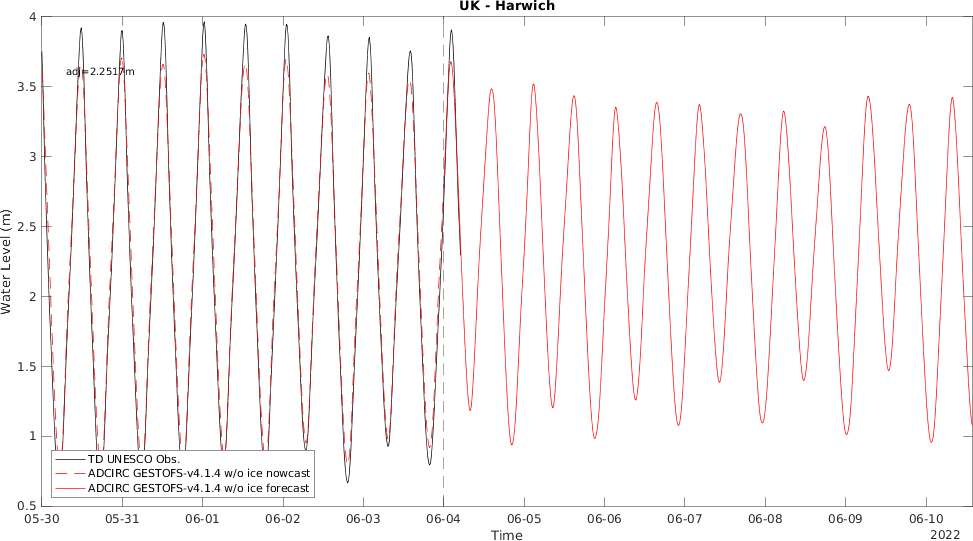 UK - Harwich
4
3.5
3
2.5
2
1.5
1
0.5
Water Level (m)
adj=2.2517m
TD UNESCO Obs.
ADCIRC GESTOFS-v4.1.4 w/o ice nowcast
ADCIRC GESTOFS-v4.1.4 w/o ice forecast
05-30 05-31 06-01 06-02 06-03 06-04 06-05 06-06 06-07 06-08 06-09 06-10
Time
2022